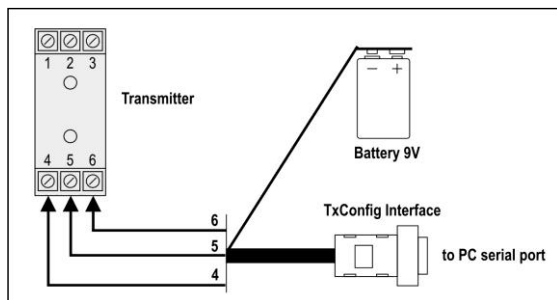 1 2 3
Transmitter
4 5 6
− +
Battery 9V
6
TxConfig Interface
5
to PC serial port
4